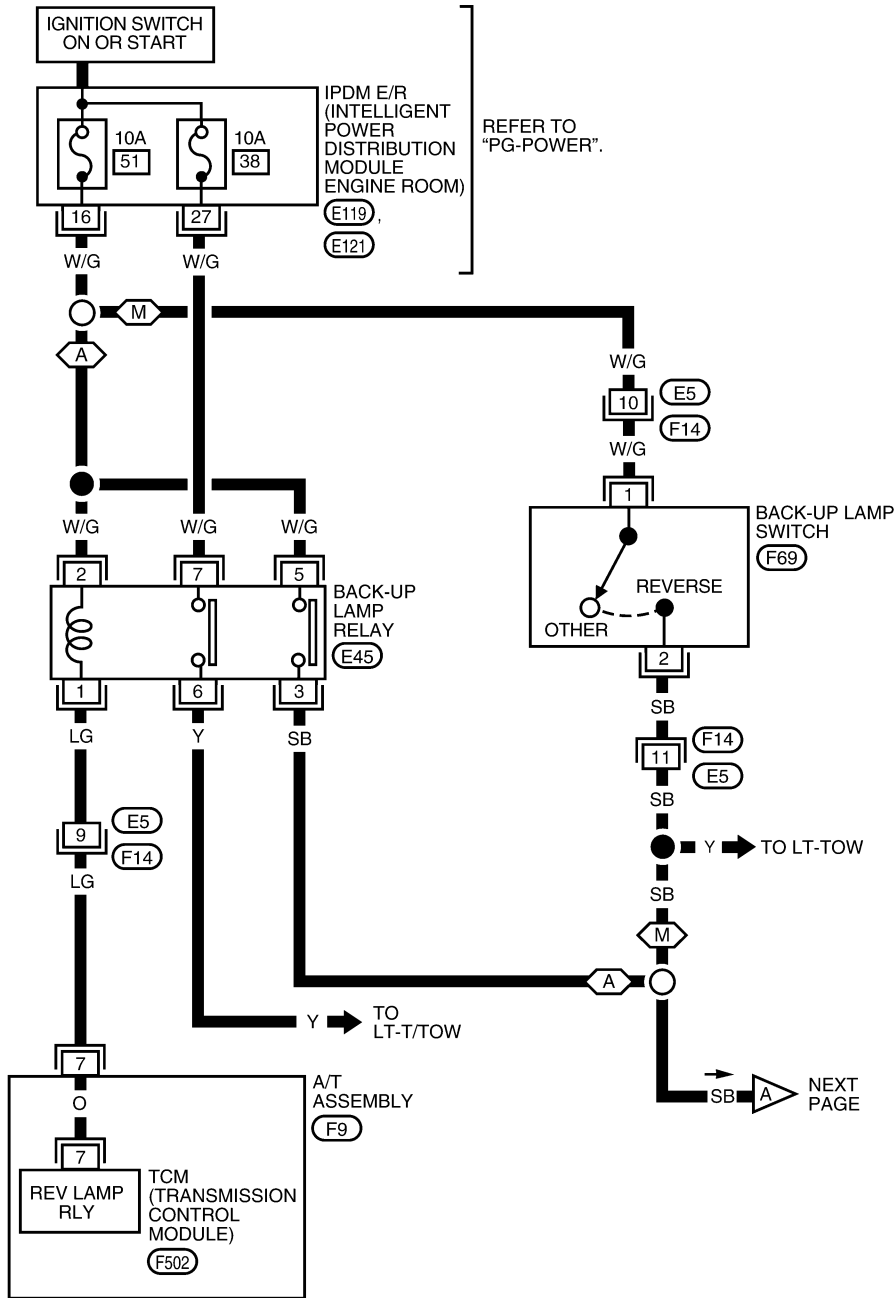 IGNITION SWITCH
ON OR START
IPDM E/R
(INTELLIGENT
POWER
DISTRIBUTION
MODULE
ENGINE ROOM)
E119 ,
E121
REFER TO
“PG-POWER”.
10A
51
10A
38
16
27
W/G
W/G
M
A
W/G
10
E5
F14
W/G
1
BACK-UP LAMP
SWITCH
F69
REVERSE
OTHER
2
W/G
W/G
W/G
2
7
5
BACK-UP
LAMP
RELAY
E45
1
6
3
LG
Y
SB
SB
11
F14
E5
SB
Y
TO LT-TOW
SB
M
A
9
E5
F14
LG
Y
TO
LT-T/TOW
SB
A
NEXT
PAGE
7
A/T
ASSEMBLY
F9
O
7
REV LAMP
RLY
TCM
(TRANSMISSION
CONTROL
MODULE)
F502